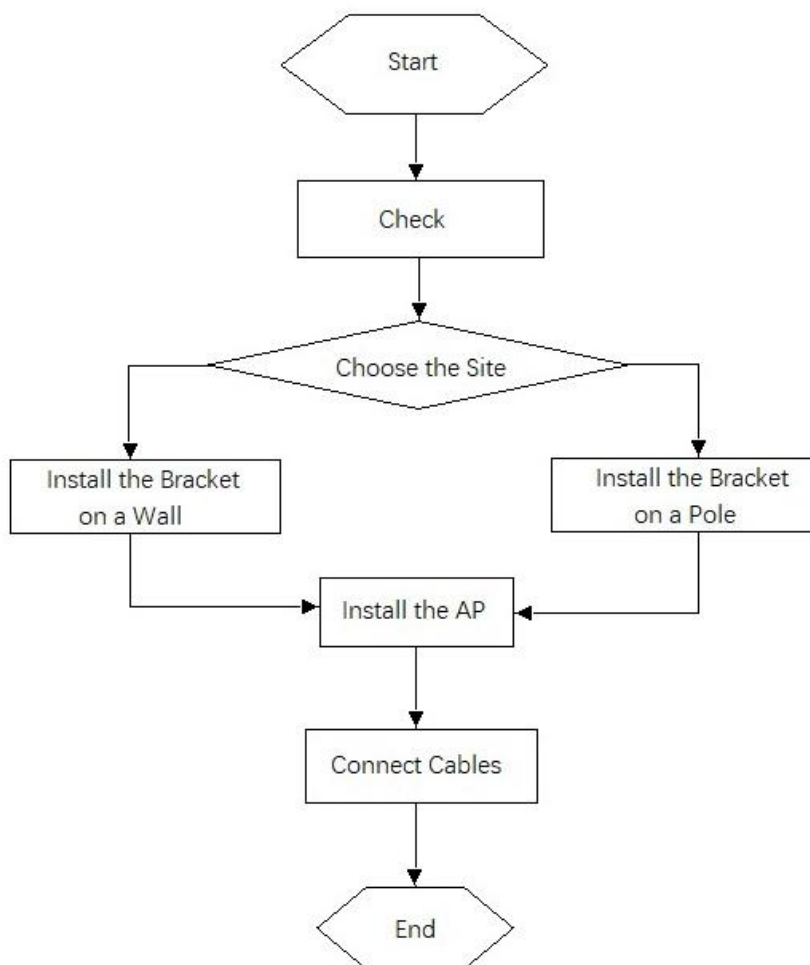 Start
Check
Choose the Site
Install the Bracket
on a Wall
Install the Bracket
on a Pole
Install the AP
Connect Cables
End